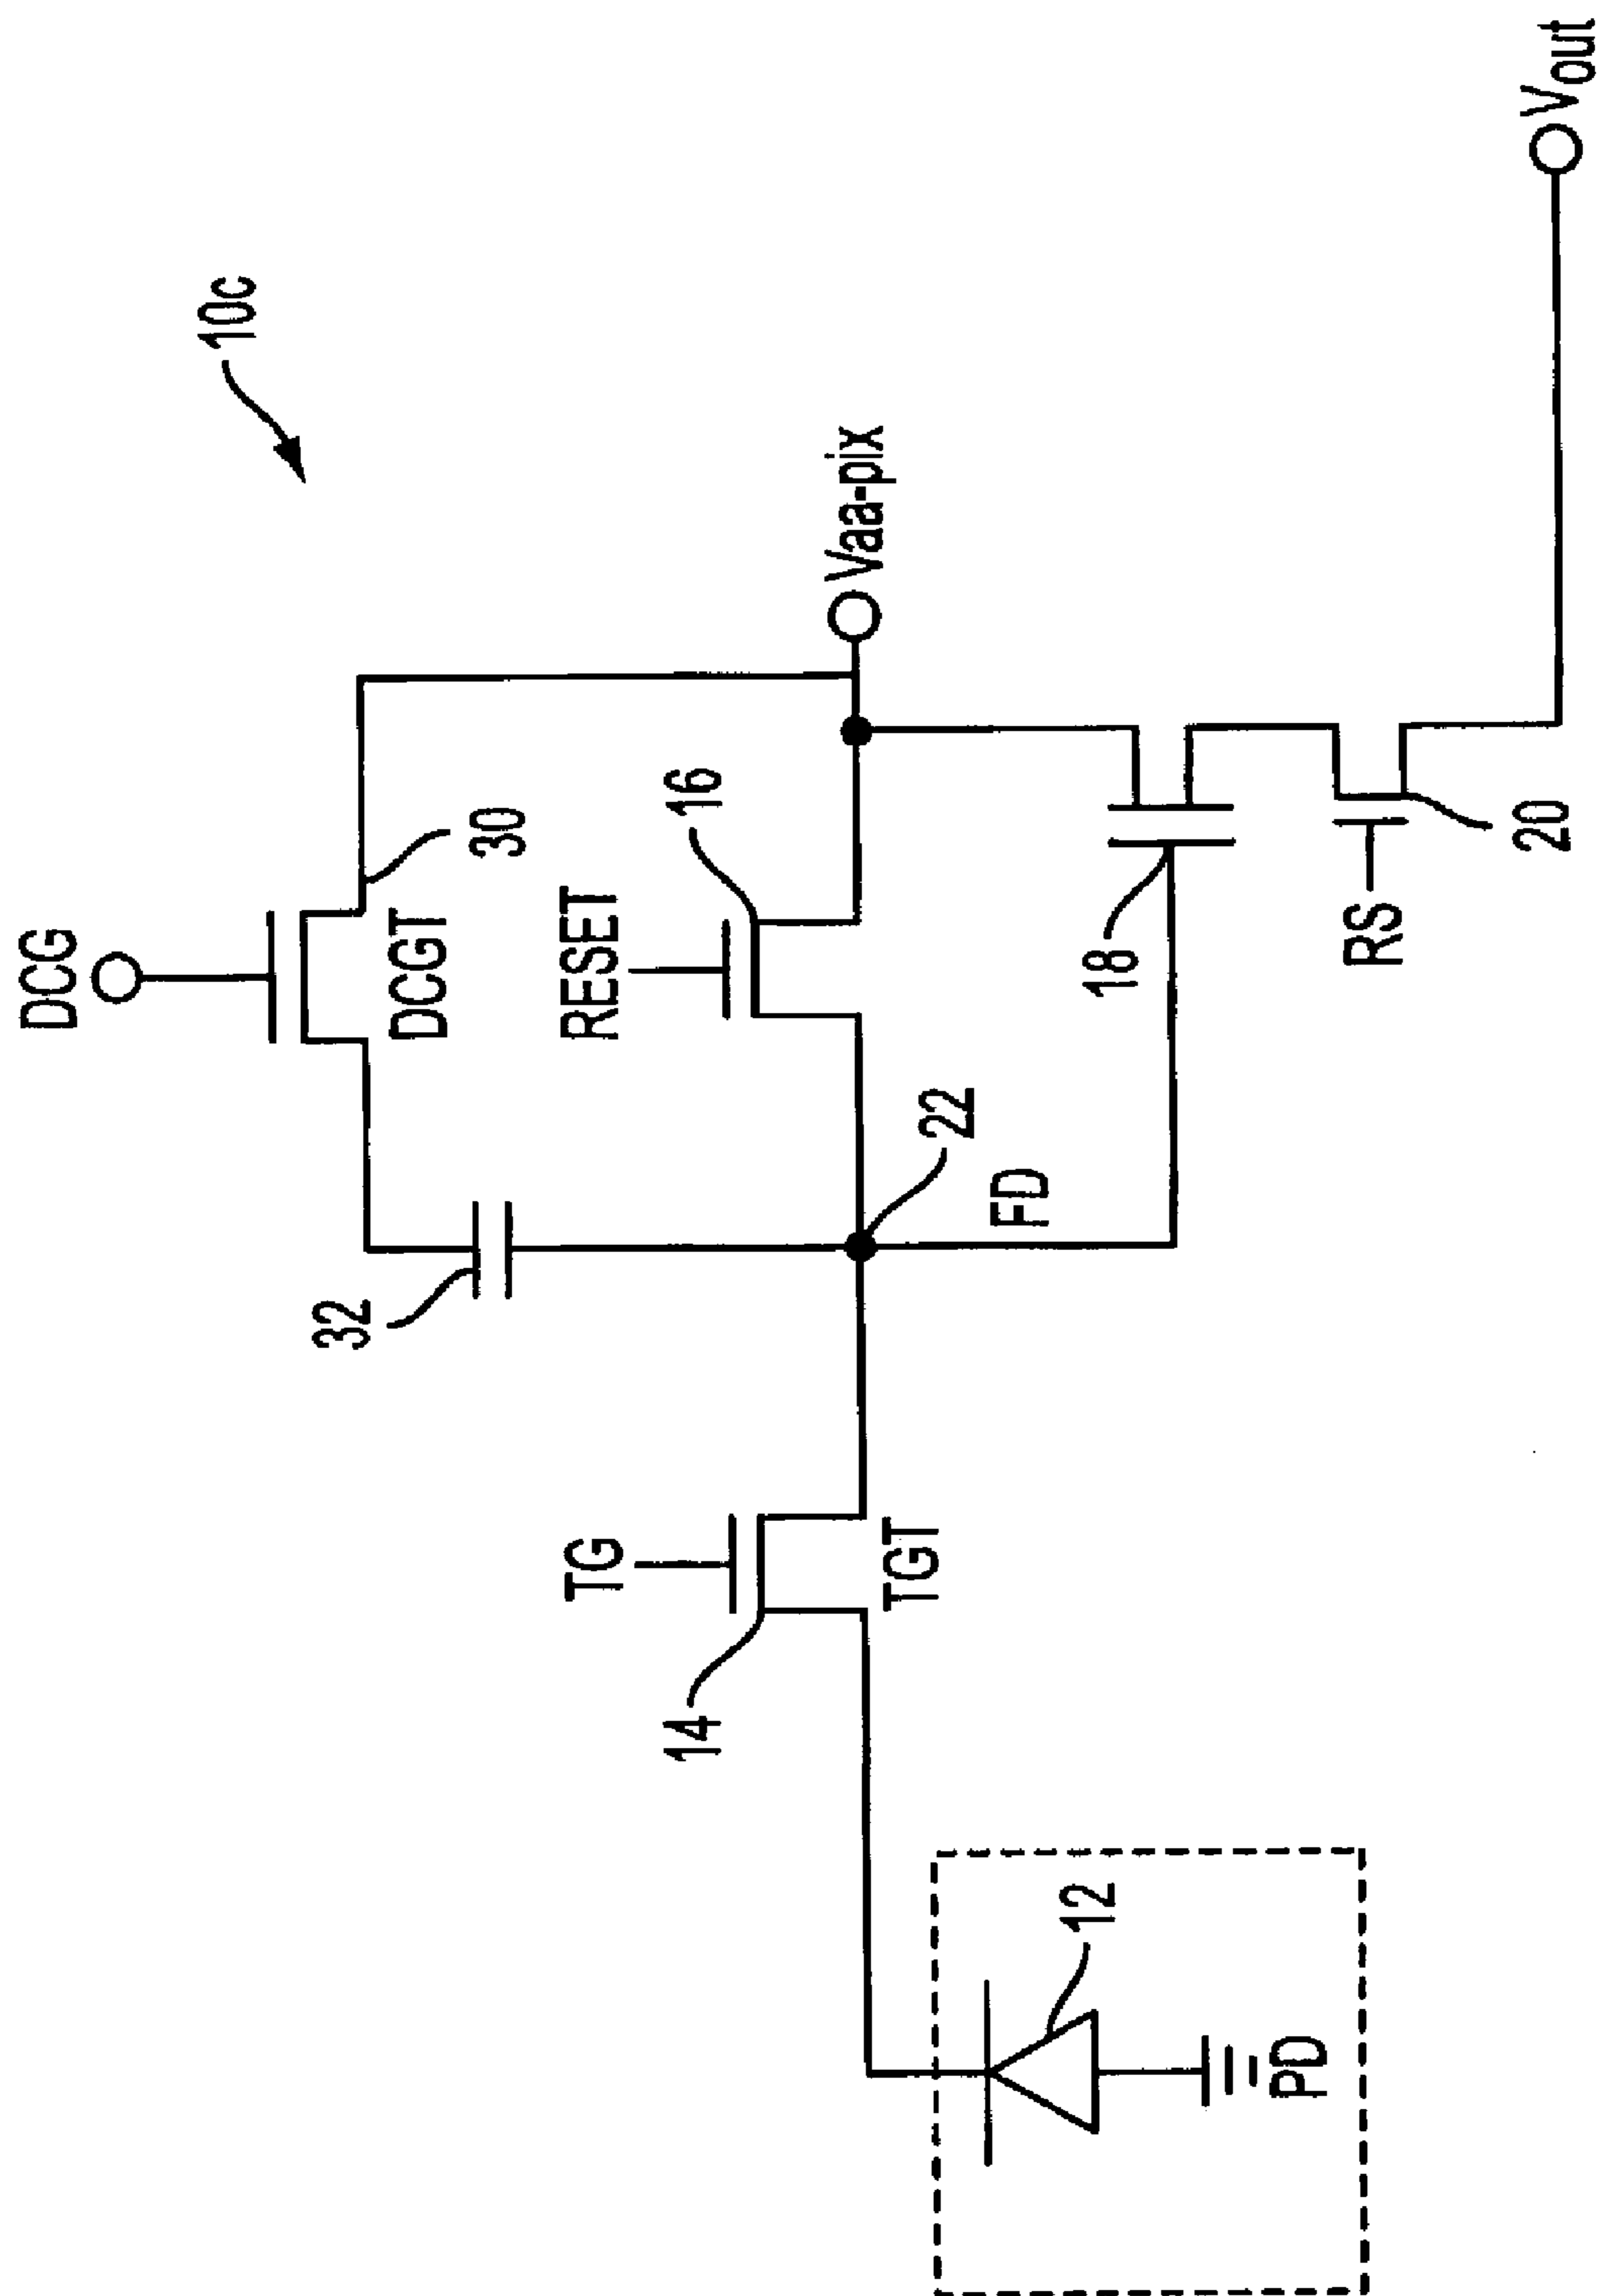 10c
DCG
30
DCGT
32
RESET
16
Vaa-pix
TG
14
TGT
22
FD
18
RS
20
Vout
12
PD